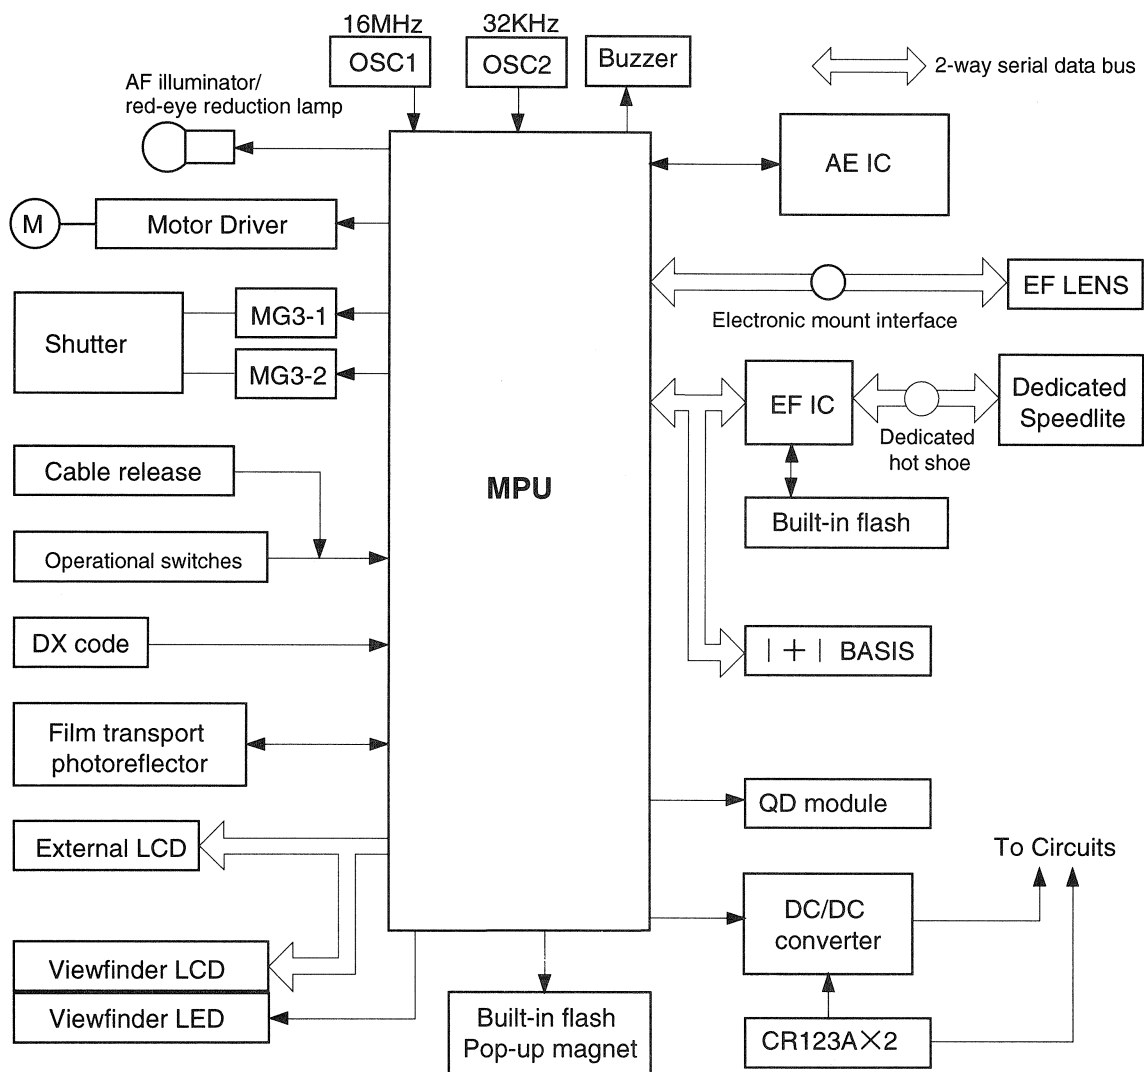 16MHz
32KHz
OSC1
OSC2
Buzzer
2-way serial data bus
AF illuminator/
red-eye reduction lamp
AE IC
M
Motor Driver
EF LENS
Electronic mount interface
MG3-1
Shutter
MG3-2
EF IC
Dedicated
Speedlite
Dedicated
hot shoe
Cable release
MPU
Built-in flash
Operational switches
DX code
|+| BASIS
Film transport
photoreflector
QD module
External LCD
To Circuits
DC/DC
converter
Viewfinder LCD
Viewfinder LED
Built-in flash
Pop-up magnet
CR123A×2